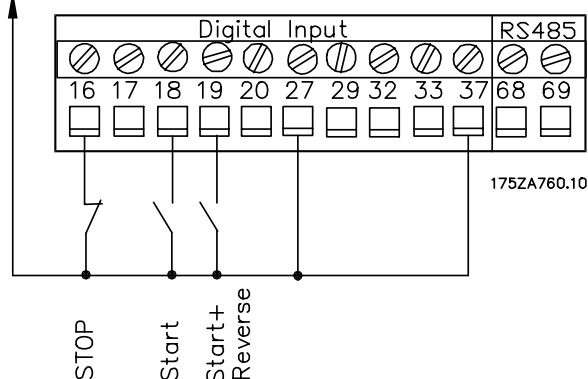 Digital Input RS485
16 17 18 19 20 27 29 32 33 37 68 69
175ZA760.10
STOP
Start
Start+
Reverse